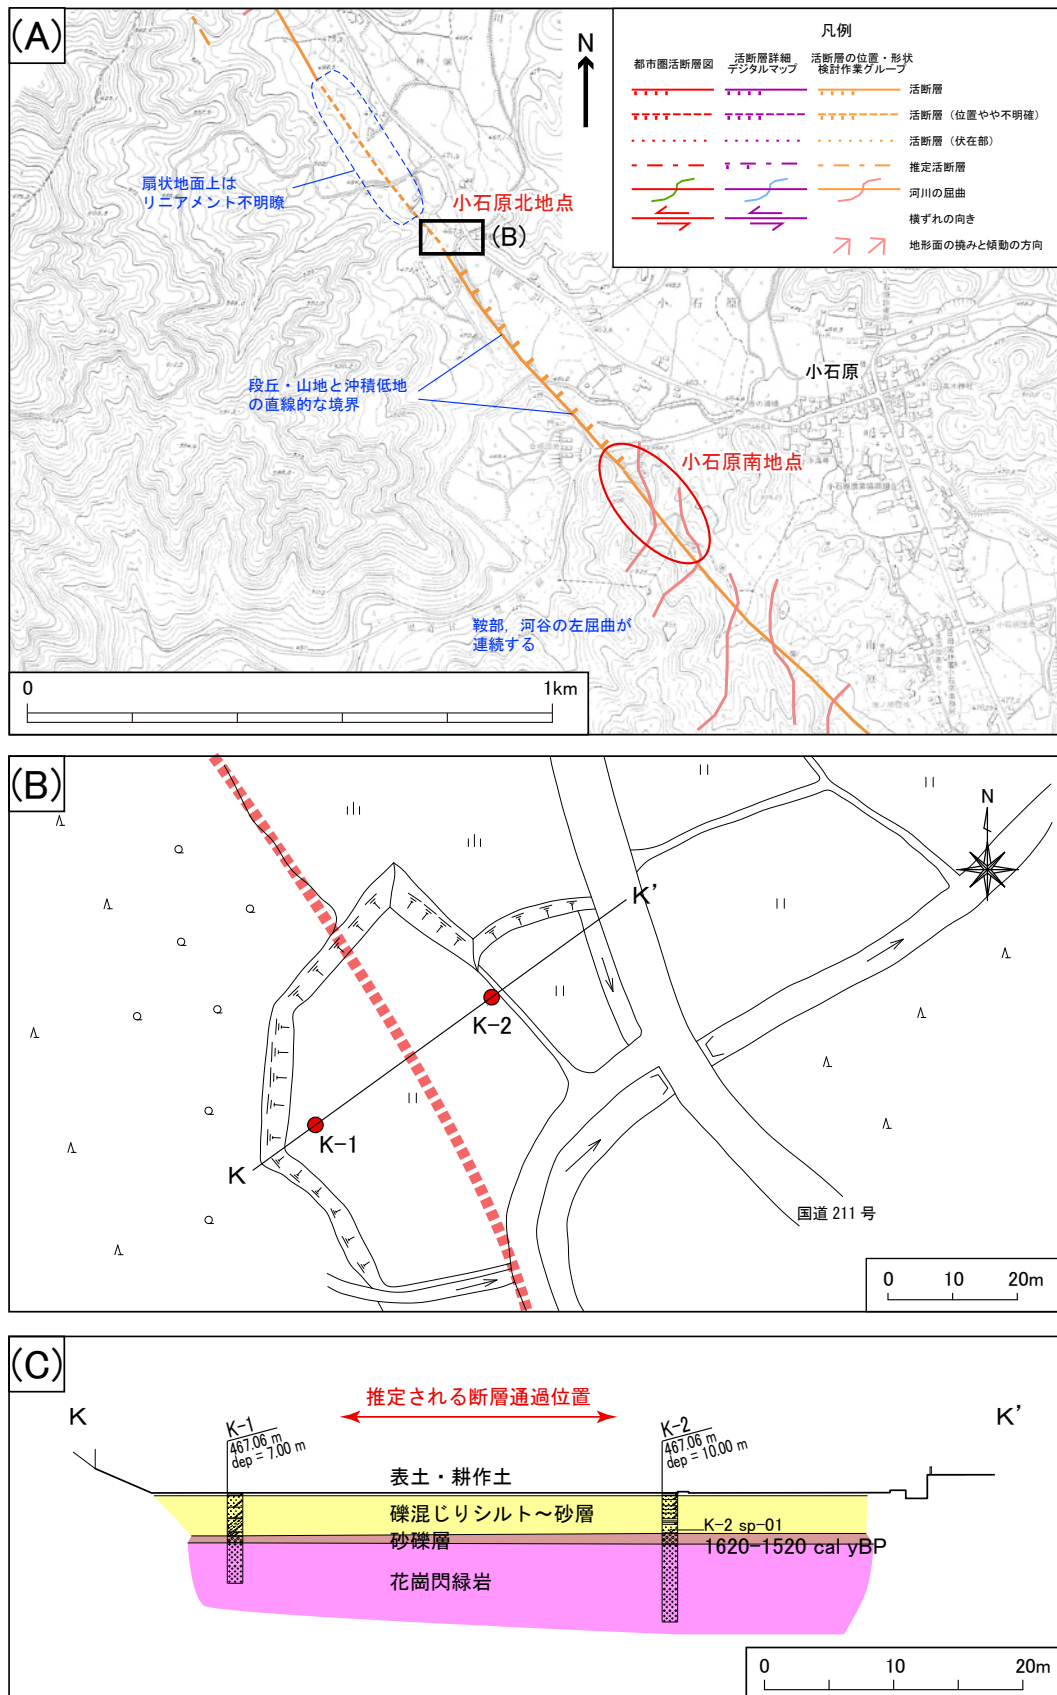 (A)
N
凡例
都市圏活断層図
活断層詳細
デジタルマップ
活断層の位置・形状
検討作業グループ
活断層
活断層（位置やや不明確）
活断層（伏在部）
推定活断層
河川の屈曲
横ずれの向き
地形面の撓みと傾動の方向
扇状地面上は
リニアメント不明瞭
小石原北地点
(B)
小石原
段丘・山地と沖積低地
の直線的な境界
小石原南地点
鞍部，河谷の左屈曲が
連続する
0
1km
(B)
N
K'
K-2
K-1
K
国道 211 号
0
10
20m
(C)
推定される断層通過位置
K
K'
K-1
467.06 m
dep = 7.00 m
K-2
467.06 m
dep = 10.00 m
表土・耕作土
礫混じりシルト～砂層
K-2 sp-01
砂礫層
1620-1520 cal yBP
花崗閃緑岩
0
10
20m